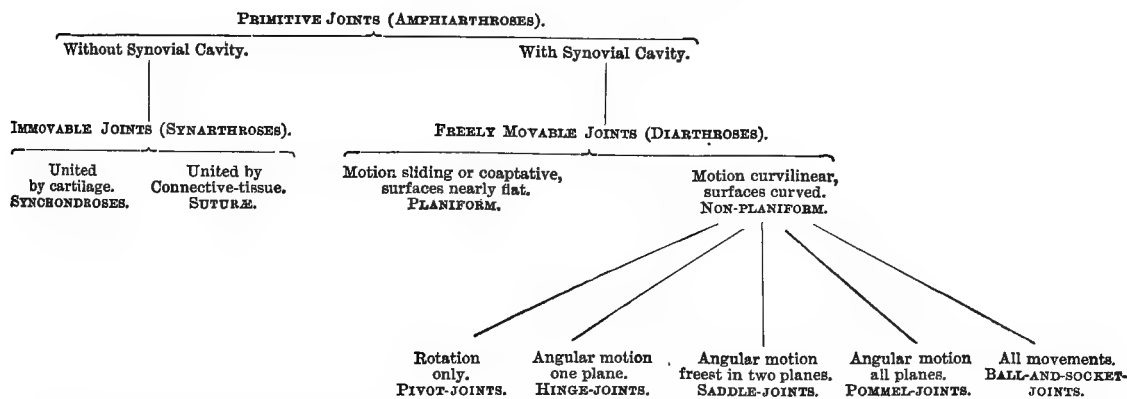 PRIMITIVE JOINTS (AMPHIARTHROSES).
Without Synovial Cavity.
With Synovial Cavity.
IMMOVABLE JOINTS (SYNARTHROSES).
FREELY MOVABLE JOINTS (DIARTHROSES).
United
by cartilage.
SYNCHONDROSES.
United by
Connective-tissue.
SUTURÆ.
Motion sliding or coaptative,
surfaces nearly flat.
PLANIFORM.
Motion curvilinear,
surfaces curved.
NON-PLANIFORM.
Rotation
only.
PIVOT-JOINTS.
Angular motion
one plane.
HINGE-JOINTS.
Angular motion
freest in two planes.
SADDLE-JOINTS.
Angular motion
all planes.
POMMEL-JOINTS.
All movements.
BALL-AND-SOCKET-
JOINTS.